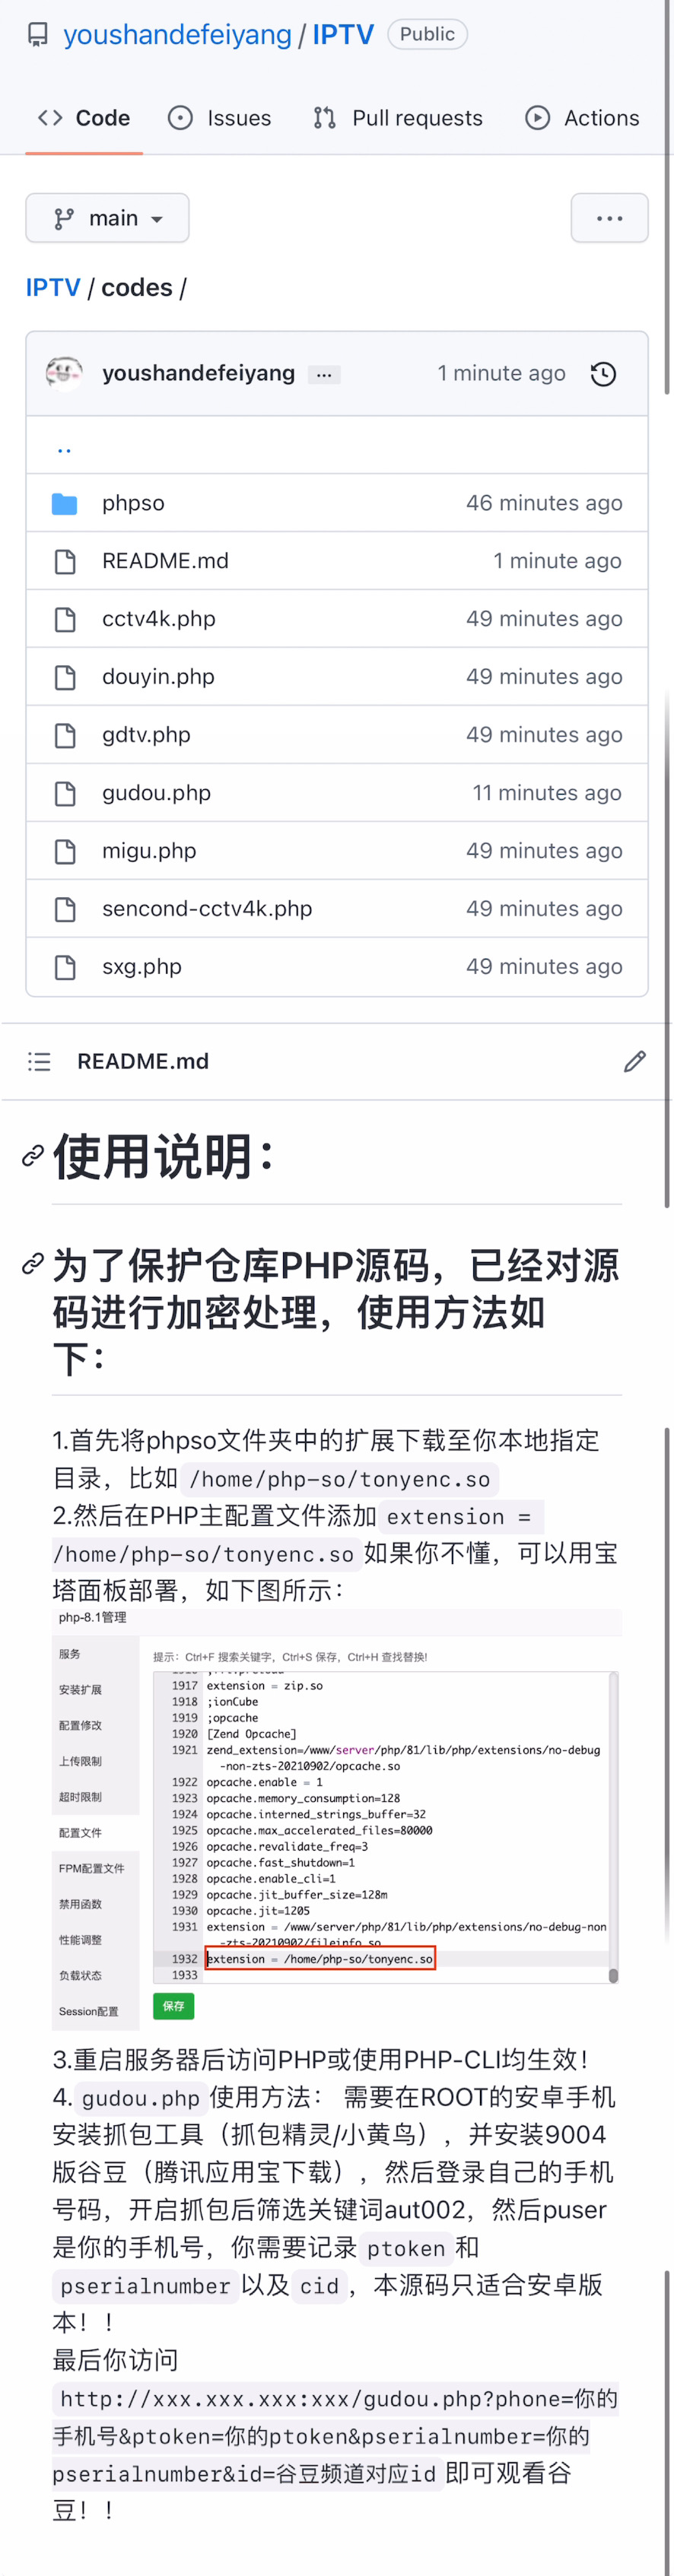 youshandefeiyang / IPTV Public
Code Issues Pull requests Actions
main ...
IPTV / codes /
youshandefeiyang ... 1 minute ago
..
phpso 46 minutes ago
README.md 1 minute ago
cctv4k.php 49 minutes ago
douyin.php 49 minutes ago
gdtv.php 49 minutes ago
gudou.php 11 minutes ago
migu.php 49 minutes ago
sencond-cctv4k.php 49 minutes ago
sxg.php 49 minutes ago
README.md
使用说明：
为了保护仓库PHP源码，已经对源
码进行加密处理，使用方法如
下：
1.首先将phpso文件夹中的扩展下载至你本地指定
目录，比如 /home/php-so/tonyenc.so
2.然后在PHP主配置文件添加 extension =
/home/php-so/tonyenc.so 如果你不懂，可以用宝
塔面板部署，如下图所示：
php-8.1管理
服务
安装扩展
配置修改
上传限制
超时限制
配置文件
FPM配置文件
禁用函数
性能调整
负载状态
Session配置
提示：Ctrl+F 搜索关键字，Ctrl+S 保存，Ctrl+H 查找替换!
1917 extension = zip.so
1918 ;ionCube
1919 ;opcache
1920 [Zend Opcache]
1921 zend_extension=/www/server/php/81/lib/php/extensions/no-debug
-non-zts-20210902/opcache.so
1922 opcache.enable = 1
1923 opcache.memory_consumption=128
1924 opcache.interned_strings_buffer=32
1925 opcache.max_accelerated_files=80000
1926 opcache.revalidate_freq=3
1927 opcache.fast_shutdown=1
1928 opcache.enable_cli=1
1929 opcache.jit_buffer_size=128m
1930 opcache.jit=1205
1931 extension = /www/server/php/81/lib/php/extensions/no-debug-non
-zts-20210902/fileinfo.so
1932 extension = /home/php-so/tonyenc.so
1933
保存
3.重启服务器后访问PHP或使用PHP-CLI均生效！
4. gudou.php 使用方法： 需要在ROOT的安卓手机
安装抓包工具（抓包精灵/小黄鸟），并安装9004
版谷豆（腾讯应用宝下载），然后登录自己的手机
号码，开启抓包后筛选关键词aut002，然后puser
是你的手机号，你需要记录 ptoken 和
pserialnumber 以及 cid ，本源码只适合安卓版
本！！
最后你访问
http://xxx.xxx.xxx:xxx/gudou.php?phone=你的
手机号&ptoken=你的ptoken&pserialnumber=你的
pserialnumber&id=谷豆频道对应id 即可观看谷
豆！！